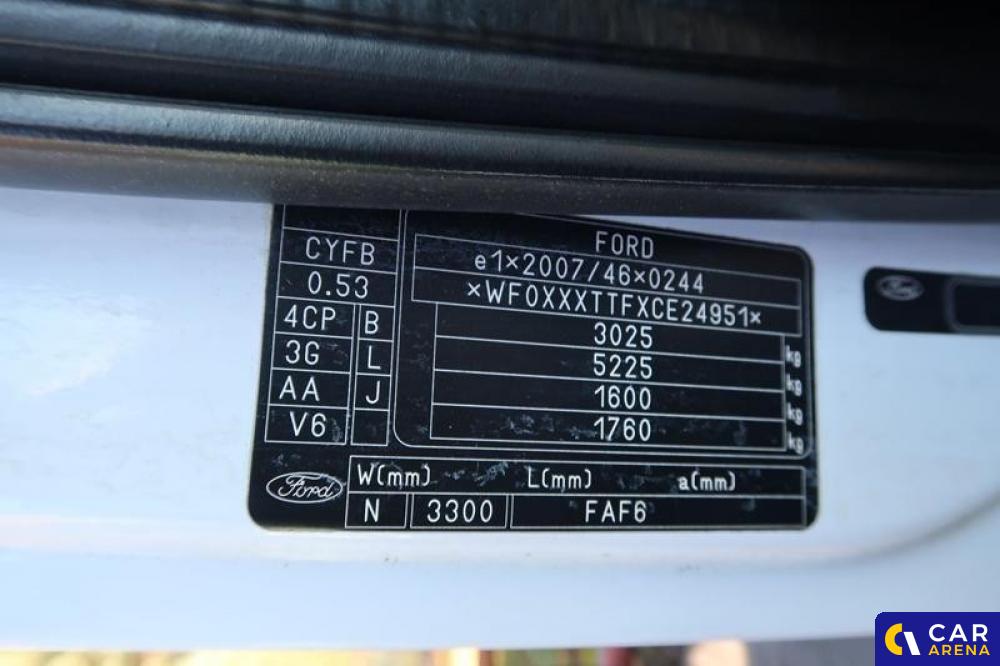 FORD
e1×2007/46×0244
×WF0XXXTTFXCE24951×
3025 kg
5225 kg
1600 kg
1760 kg
CYFB
0.53
4CP B
3G L
AA J
V6
Ford
W(mm) L(mm) a(mm)
N 3300 FAF6
Ford
CAR
ARENA